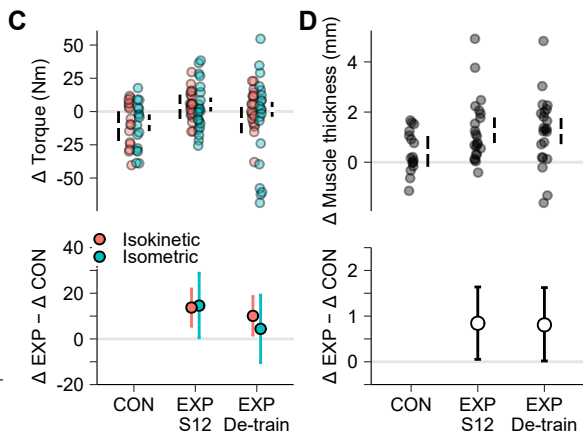 C
Δ Torque (Nm)
50
25
0
-25
-50
D
Δ Muscle thickness (mm)
4
2
0
Δ EXP − Δ CON
40
20
0
-20
Isokinetic
Isometric
CON
EXP
S12
EXP
De-train
Δ EXP − Δ CON
2
1
0
CON
EXP
S12
EXP
De-train